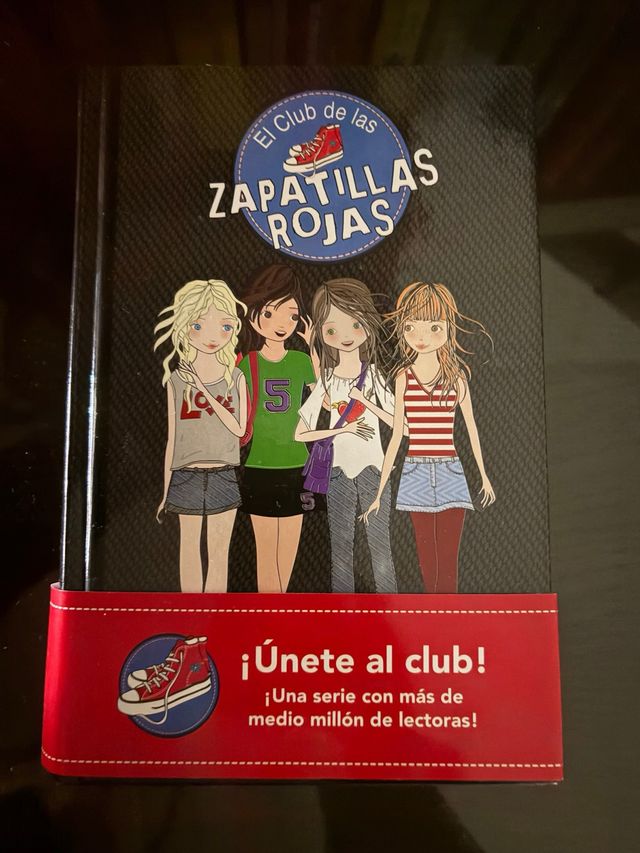 El Club de las
ZAPATILLAS
ROJAS
LOVE
5
5
¡Únete al club!
¡Una serie con más de
medio millón de lectoras!